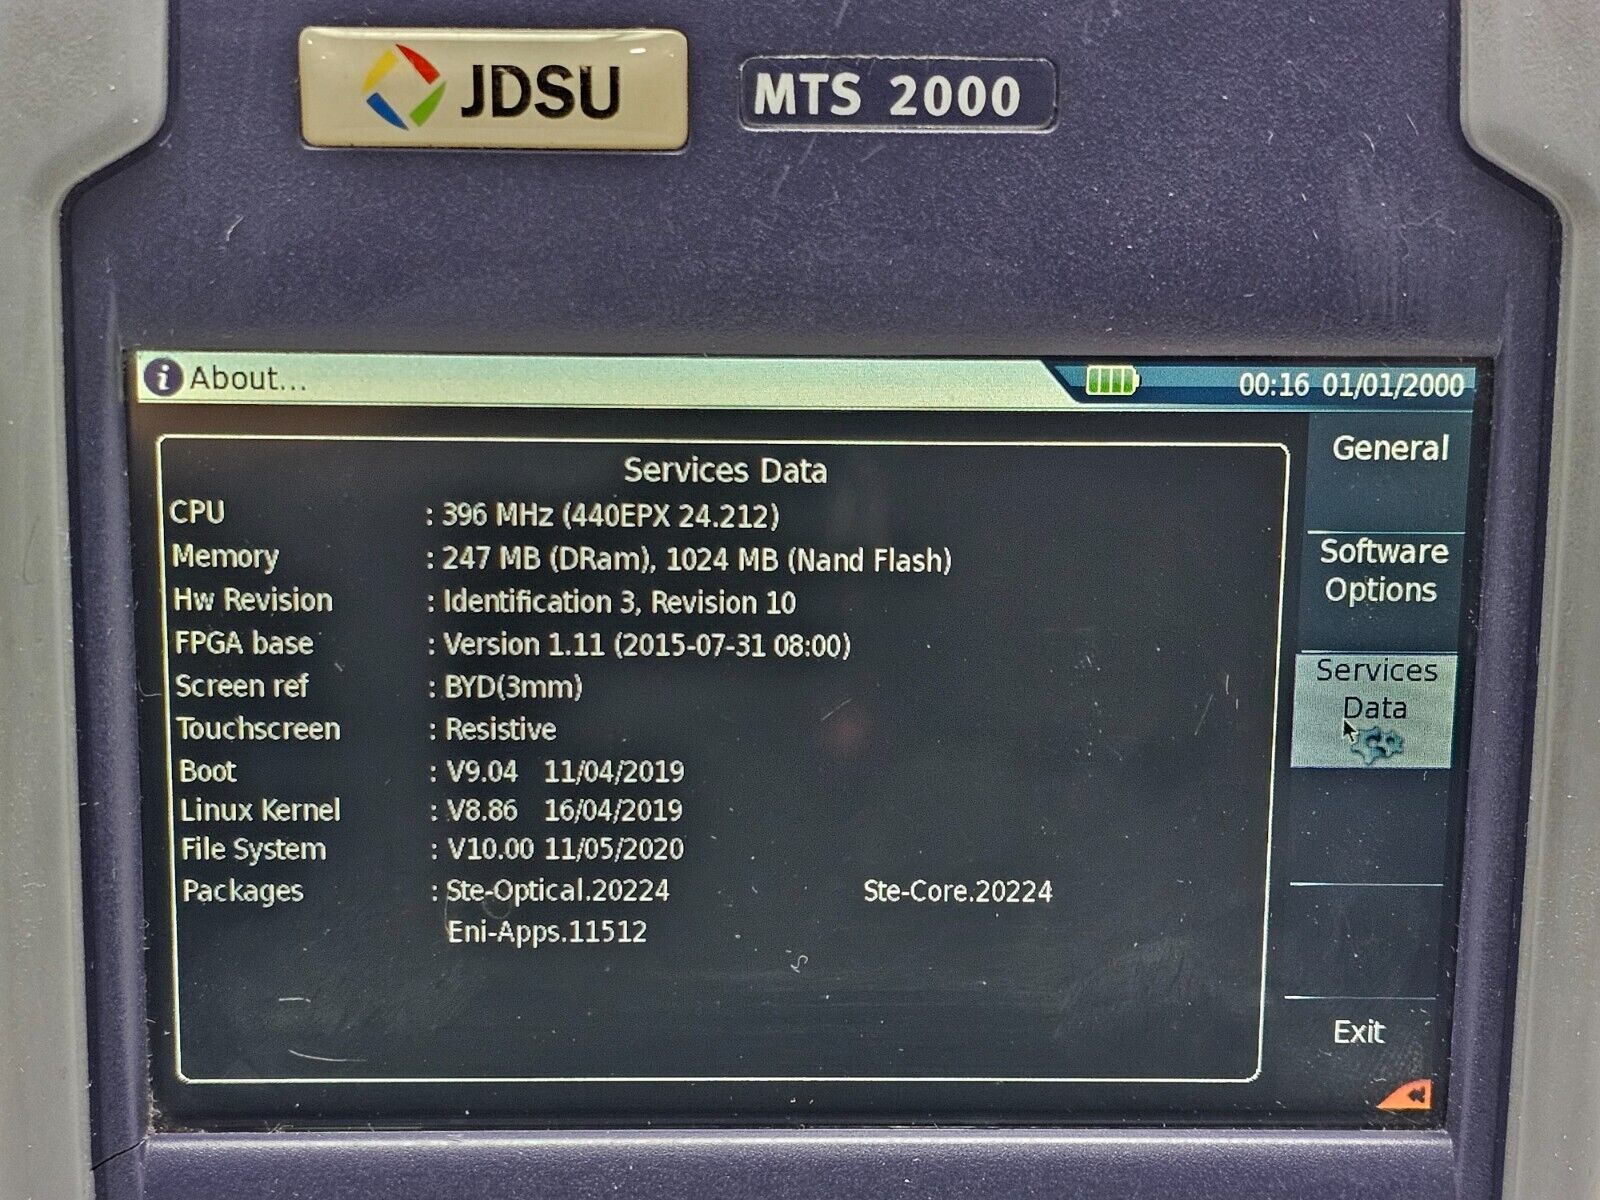 JDSU
MTS 2000
i About...
00:16 01/01/2000
Services Data
CPU : 396 MHz (440EPX 24.212)
Memory : 247 MB (DRam), 1024 MB (Nand Flash)
Hw Revision : Identification 3, Revision 10
FPGA base : Version 1.11 (2015-07-31 08:00)
Screen ref : BYD(3mm)
Touchscreen : Resistive
Boot : V9.04 11/04/2019
Linux Kernel : V8.86 16/04/2019
File System : V10.00 11/05/2020
Packages : Ste-Optical.20224 Ste-Core.20224
Eni-Apps.11512
General
Software
Options
Services
Data
Exit